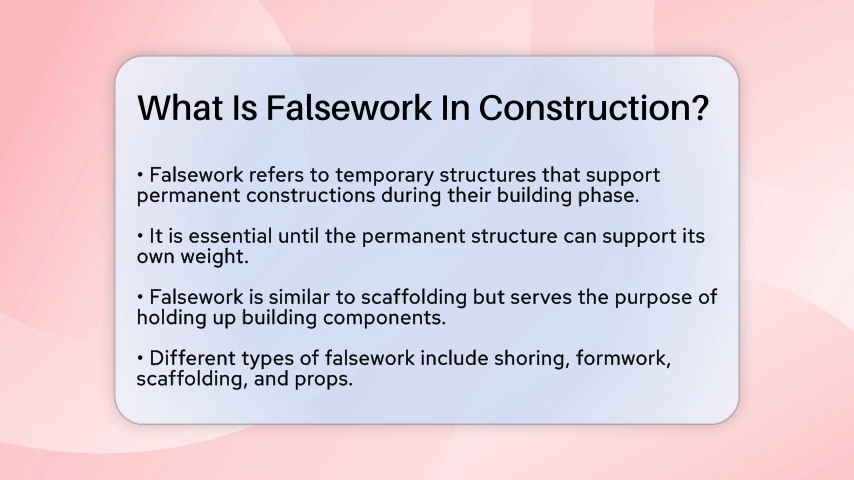 What Is Falsework In Construction?
• Falsework refers to temporary structures that support
permanent constructions during their building phase.
• It is essential until the permanent structure can support its
own weight.
• Falsework is similar to scaffolding but serves the purpose of
holding up building components.
• Different types of falsework include shoring, formwork,
scaffolding, and props.